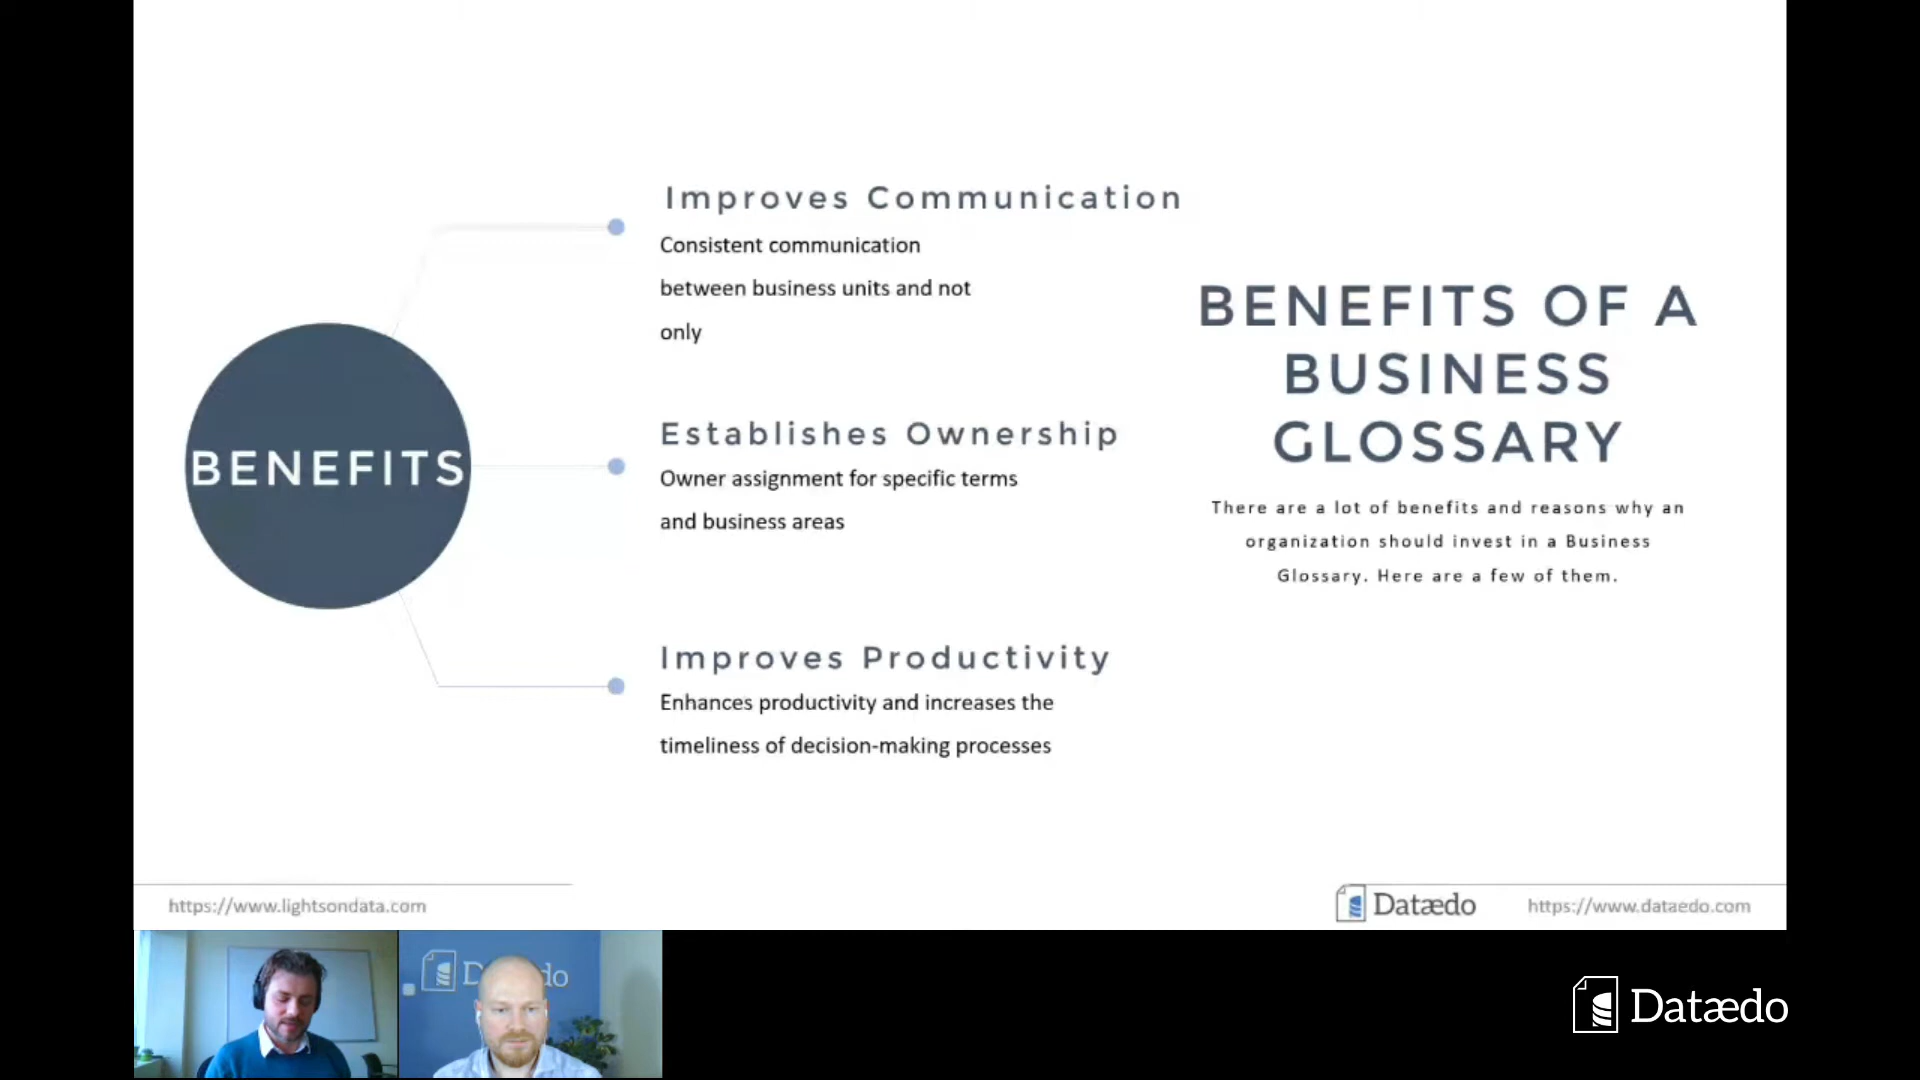 Improves Communication
Consistent communication
between business units and not
only
BENEFITS
Establishes Ownership
Owner assignment for specific terms
and business areas
Improves Productivity
Enhances productivity and increases the
timeliness of decision-making processes
BENEFITS OF A
BUSINESS
GLOSSARY
There are a lot of benefits and reasons why an
organization should invest in a Business
Glossary. Here are a few of them.
https://www.lightsondata.com
Datædo
https://www.dataedo.com
Datædo